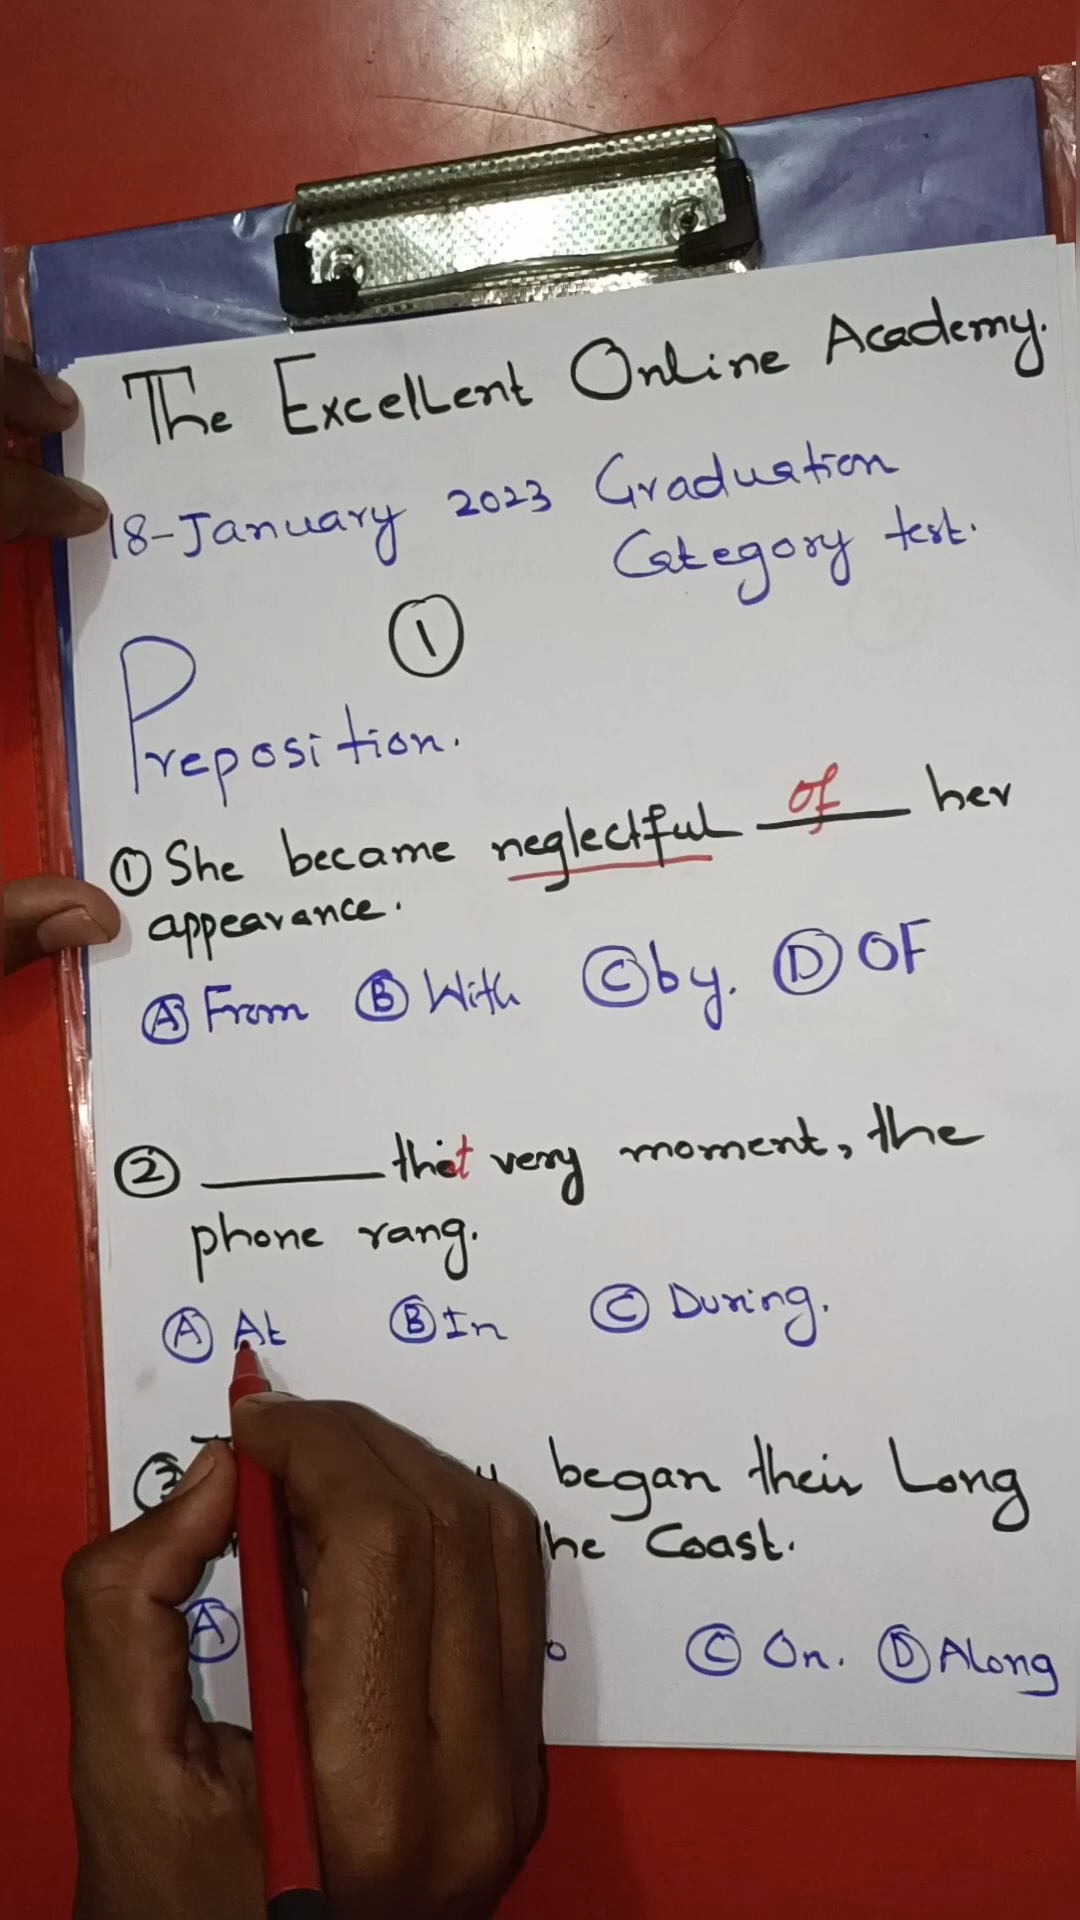 The Excellent Online Academy.
18-January 2023 Graduation
Category test.
①
Preposition.
① She became neglectful of her
appearance.
Ⓐ From Ⓑ With Ⓒ by. Ⓓ OF
② ______ that very moment, the
phone rang.
Ⓐ At Ⓑ In Ⓒ During.
③ began their Long
the Coast.
Ⓐ Ⓒ On. Ⓓ Along